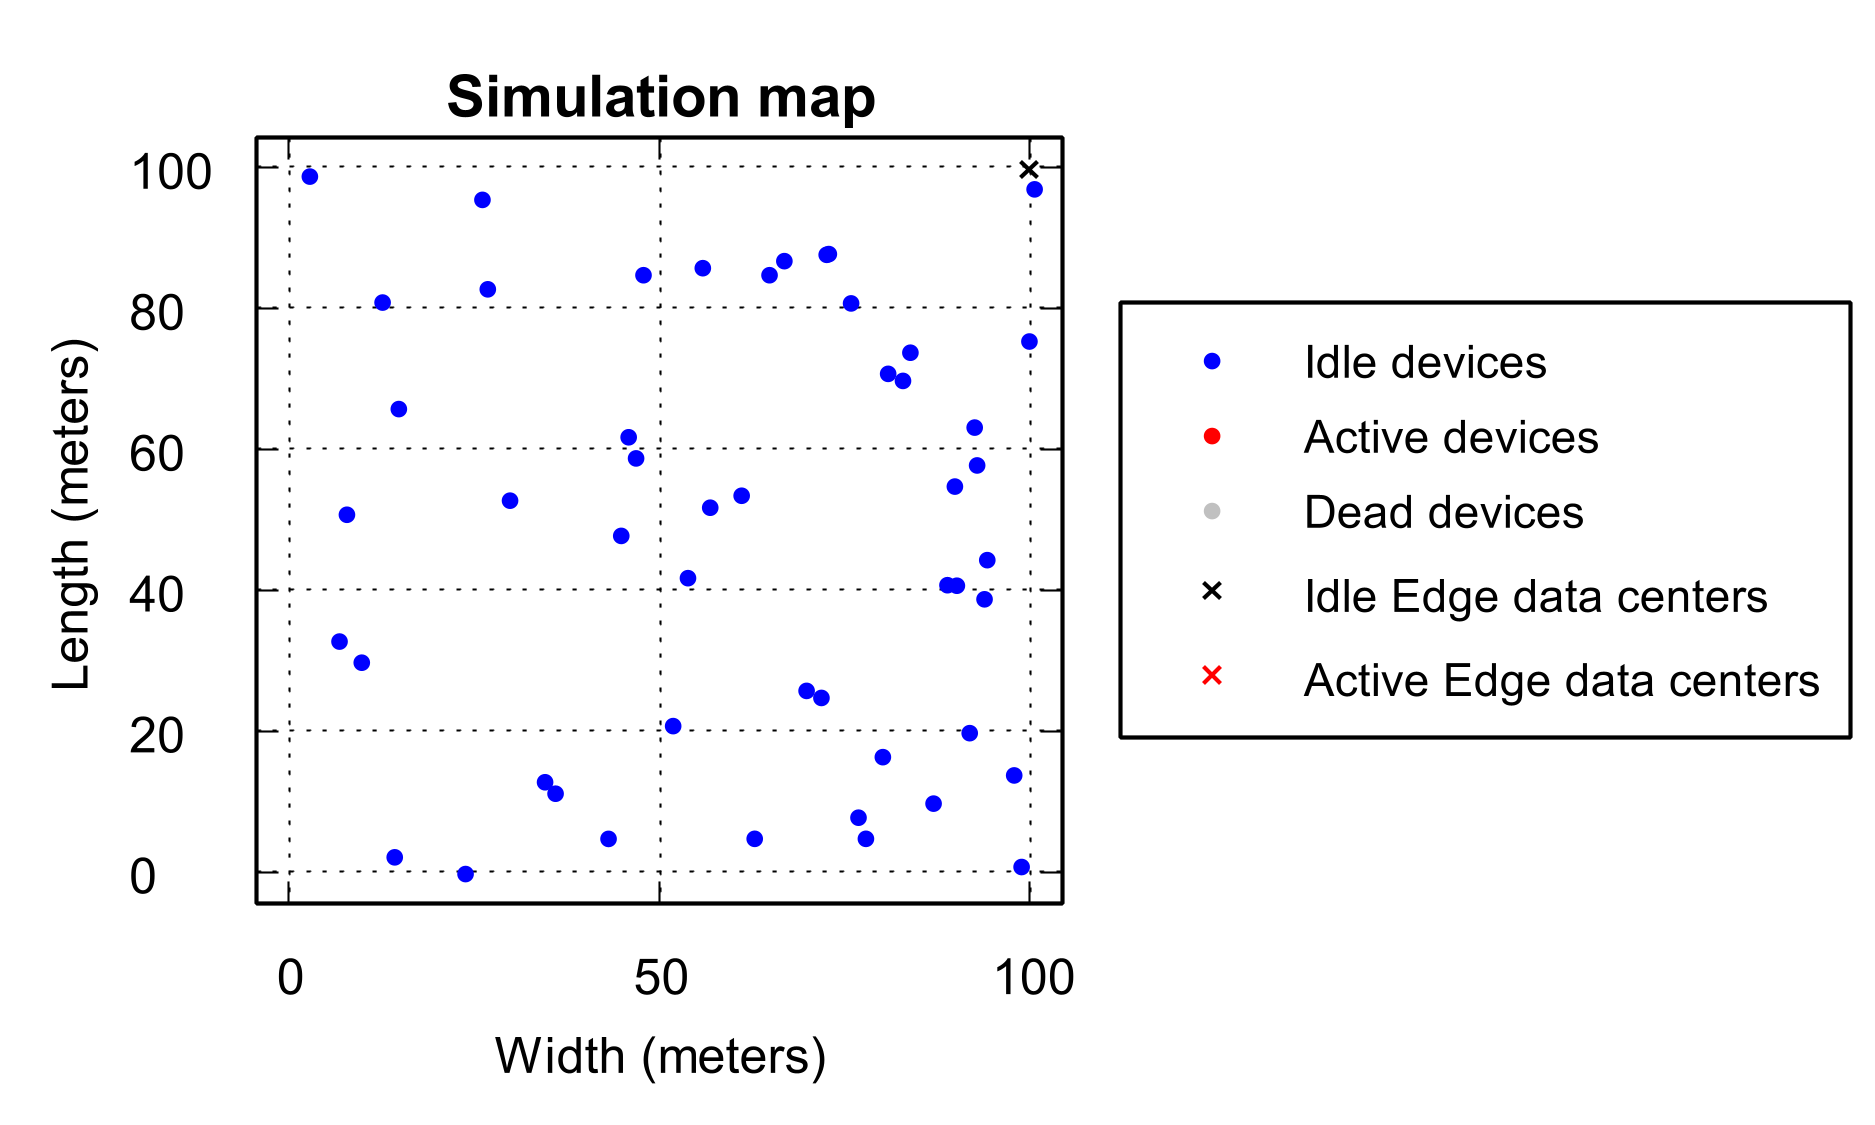 Simulation map
100
80
60
40
20
0
Length (meters)
0 50 100
Width (meters)
Idle devices
Active devices
Dead devices
Idle Edge data centers
Active Edge data centers